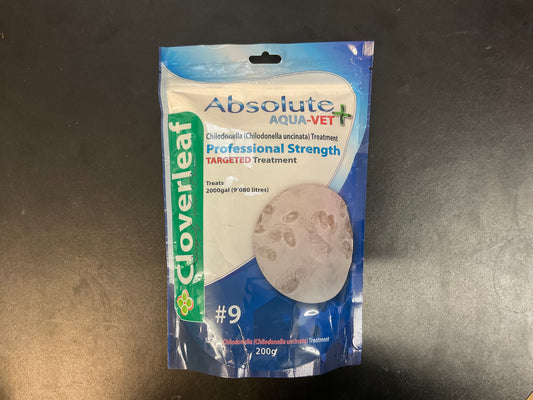 Absolute
AQUA-VET
Chilodonella (Chilodonella uncinata) Treatment
Professional Strength
TARGETED Treatment
Treats
2000gal (9'080 litres)
Cloverleaf
#9
Chilodonelle (Chilodonella uncinata) Treatment
200g